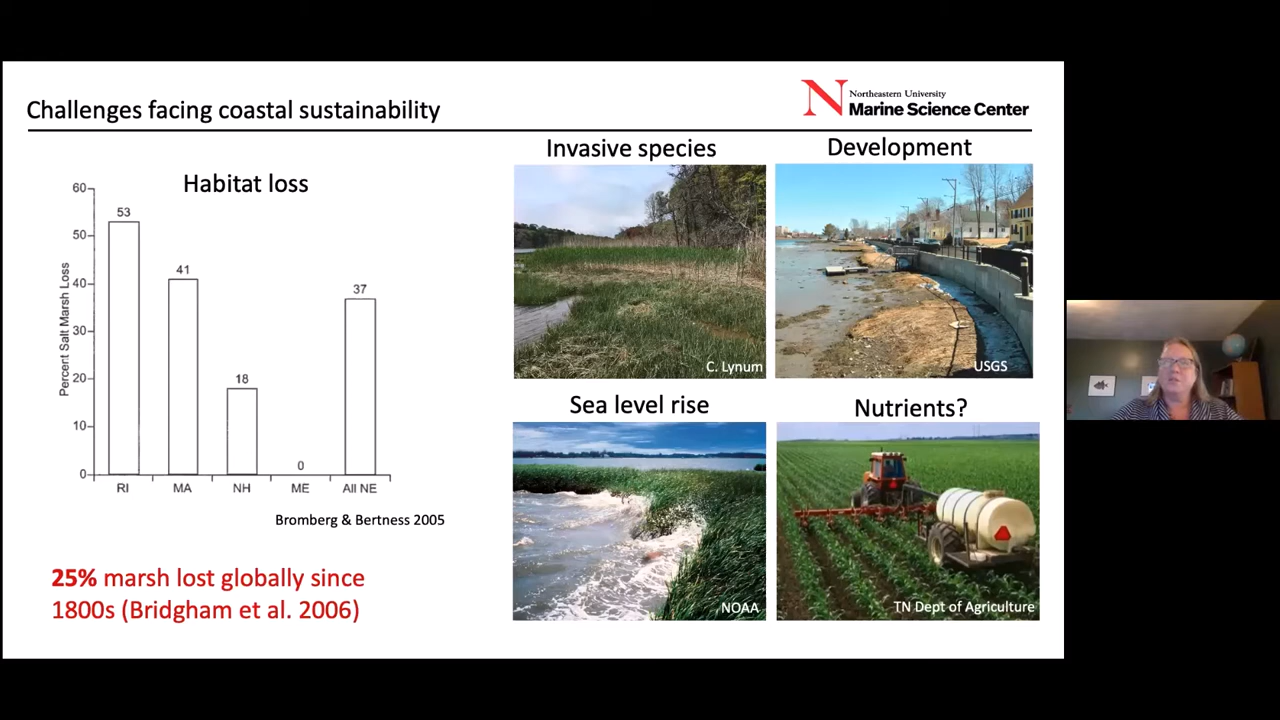 Challenges facing coastal sustainability
N
Northeastern University
Marine Science Center
Habitat loss
Percent Salt Marsh Loss
60
50
40
30
20
10
0
53
41
18
0
37
RI MA NH ME All NE
Bromberg & Bertness 2005
25% marsh lost globally since
1800s (Bridgham et al. 2006)
Invasive species
C. Lynum
Development
USGS
Sea level rise
NOAA
Nutrients?
TN Dept of Agriculture